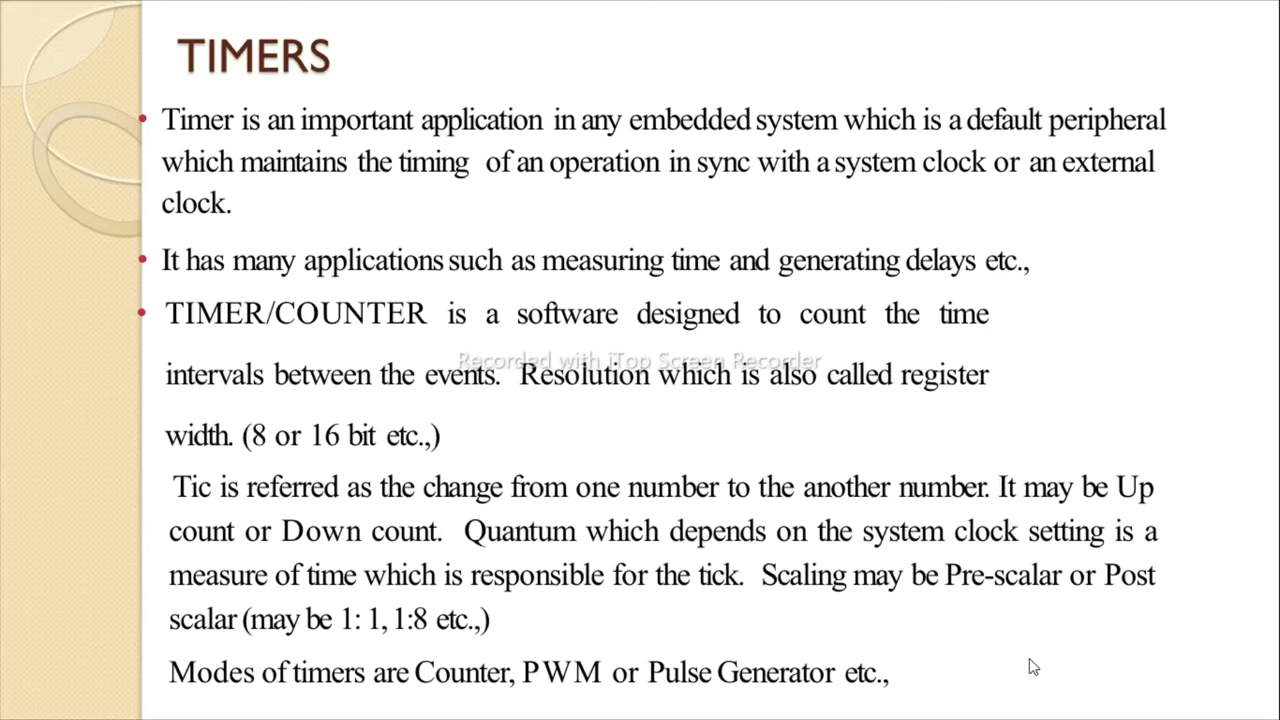 TIMERS
• Timer is an important application in any embedded system which is a default peripheral
which maintains the timing of an operation in sync with a system clock or an external
clock.
• It has many applications such as measuring time and generating delays etc.,
• TIMER/COUNTER is a software designed to count the time
Recorded with iTop Screen Recorder
intervals between the events. Resolution which is also called register
width. (8 or 16 bit etc.,)
Tic is referred as the change from one number to the another number. It may be Up
count or Down count. Quantum which depends on the system clock setting is a
measure of time which is responsible for the tick. Scaling may be Pre-scalar or Post
scalar (may be 1: 1, 1:8 etc.,)
Modes of timers are Counter, PWM or Pulse Generator etc.,